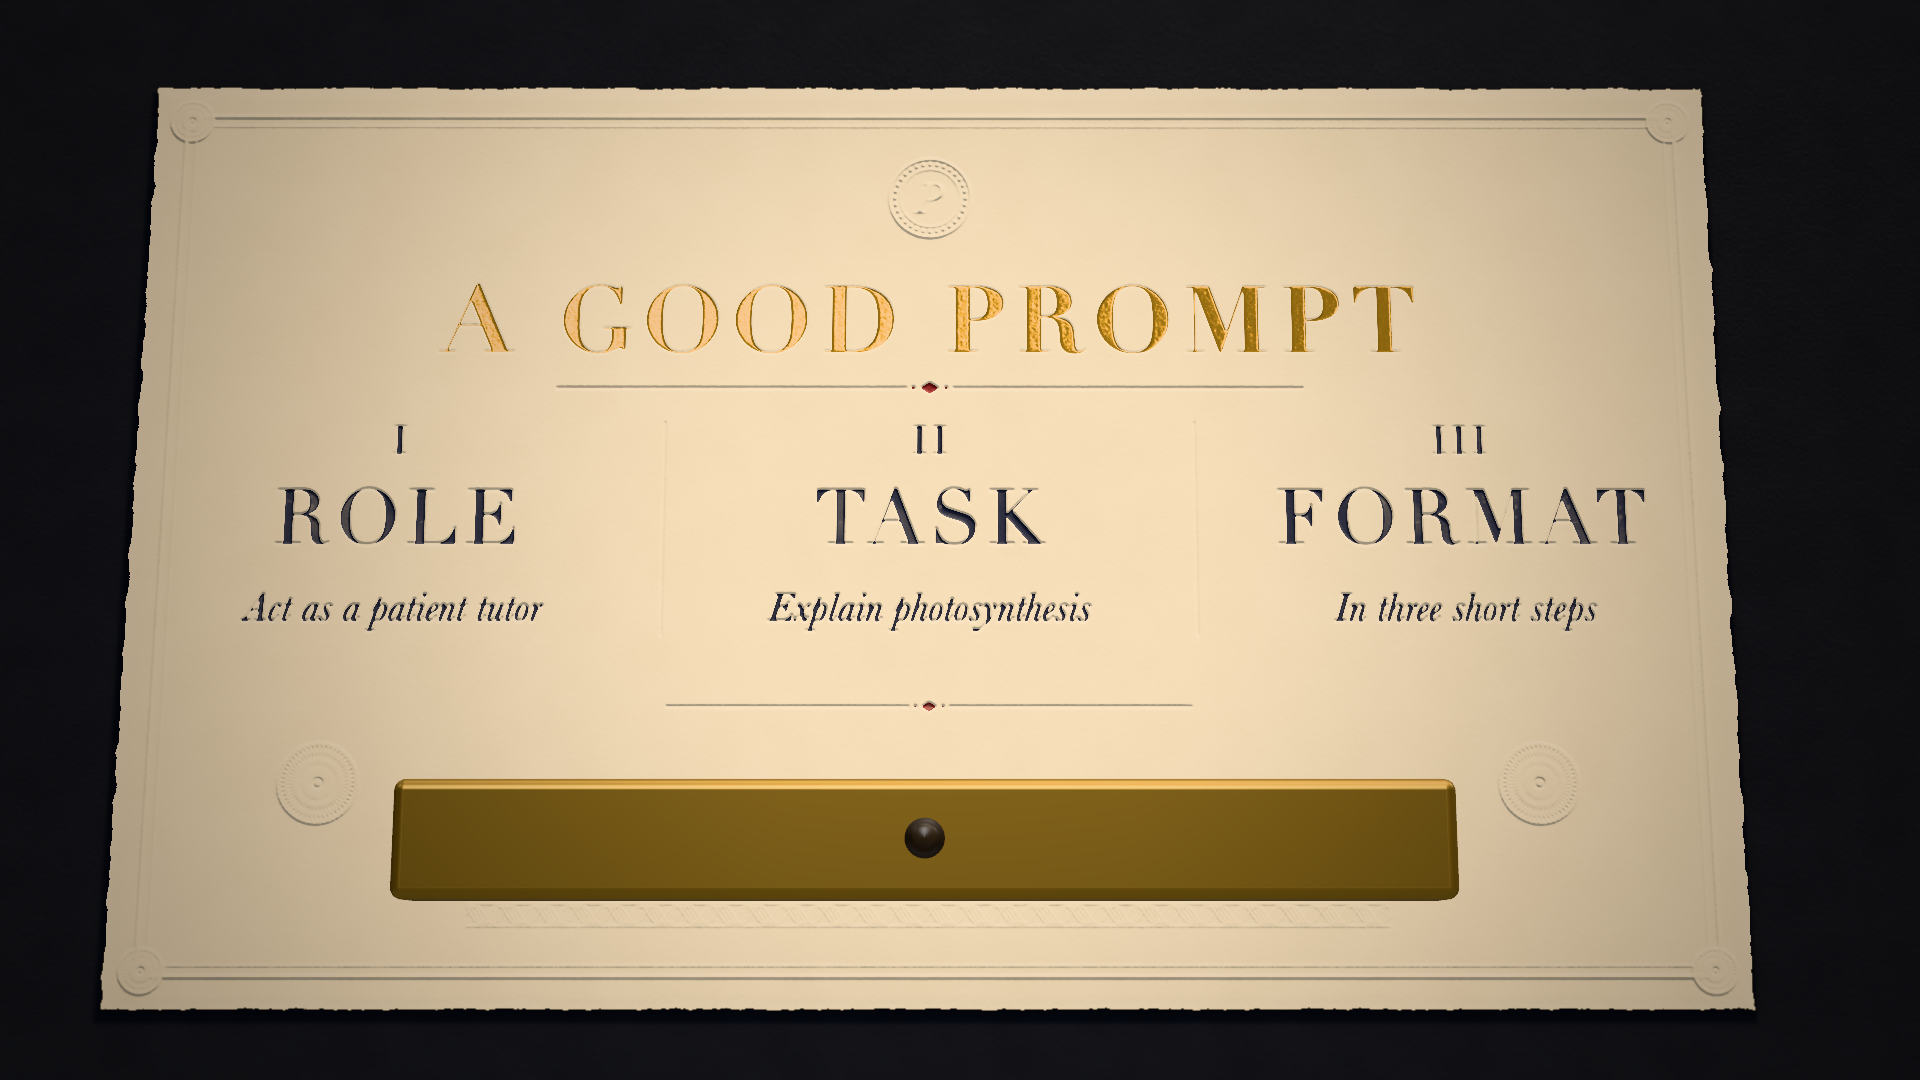 P
A GOOD PROMPT
I
ROLE
Act as a patient tutor
II
TASK
Explain photosynthesis
III
FORMAT
In three short steps